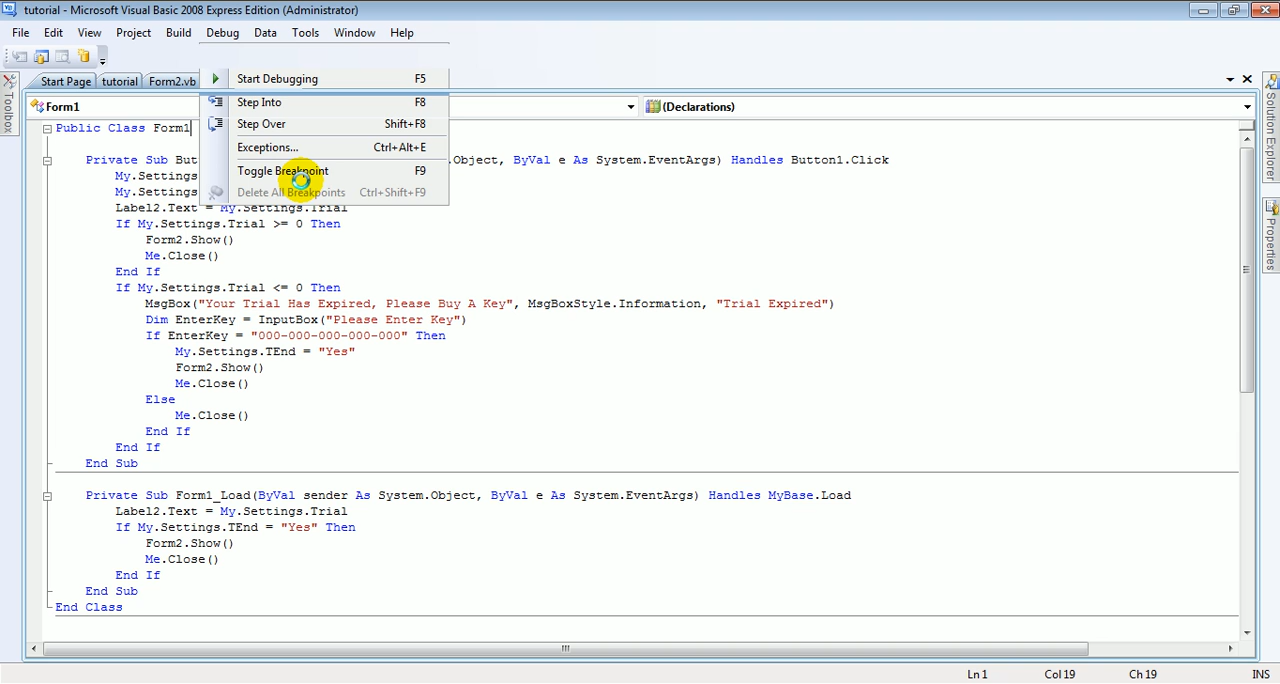 tutorial - Microsoft Visual Basic 2008 Express Edition (Administrator)
File Edit View Project Build Debug Data Tools Window Help
Start Page tutorial Form2.vb
Start Debugging F5
Step Into F8
Step Over Shift+F8
Exceptions... Ctrl+Alt+E
Toggle Breakpoint F9
Delete All Breakpoints Ctrl+Shift+F9
Toolbox
Solution Explorer
Properties
Form1 (Declarations)
Public Class Form1
Private Sub But .Object, ByVal e As System.EventArgs) Handles Button1.Click
My.Settings
My.Settings
Label2.Text = My.Settings.Trial
If My.Settings.Trial >= 0 Then
Form2.Show()
Me.Close()
End If
If My.Settings.Trial <= 0 Then
MsgBox("Your Trial Has Expired, Please Buy A Key", MsgBoxStyle.Information, "Trial Expired")
Dim EnterKey = InputBox("Please Enter Key")
If EnterKey = "000-000-000-000-000" Then
My.Settings.TEnd = "Yes"
Form2.Show()
Me.Close()
Else
Me.Close()
End If
End If
End Sub
Private Sub Form1_Load(ByVal sender As System.Object, ByVal e As System.EventArgs) Handles MyBase.Load
Label2.Text = My.Settings.Trial
If My.Settings.TEnd = "Yes" Then
Form2.Show()
Me.Close()
End If
End Sub
End Class
Ln 1 Col 19 Ch 19 INS